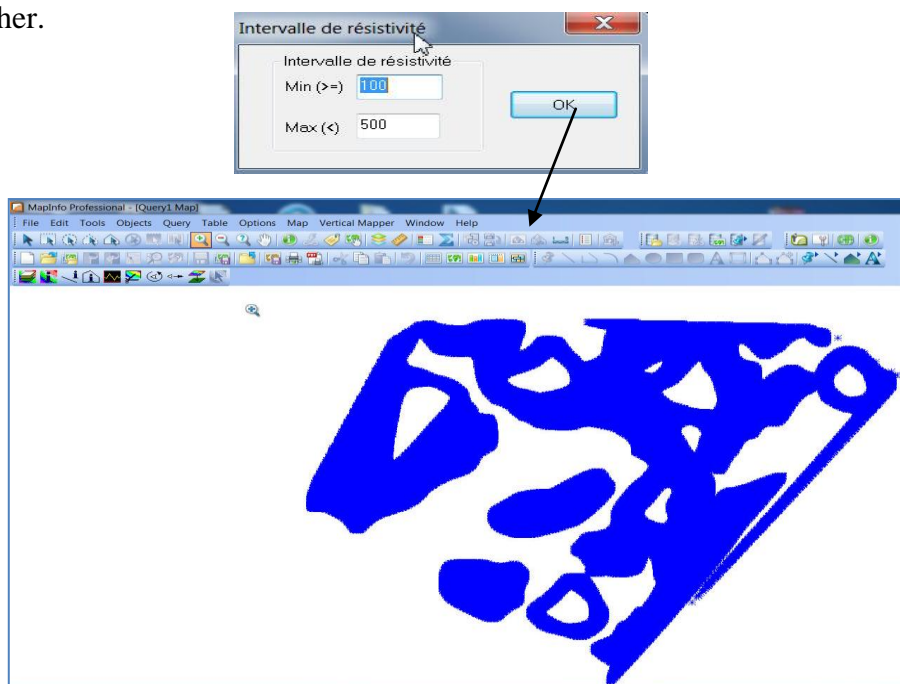 her.
Intervalle de résistivité
Intervalle de résistivité
Min (>=) 100
OK
Max (<) 500
MapInfo Professional - [Query1 Map]
File Edit Tools Objects Query Table Options Map Vertical Mapper Window Help